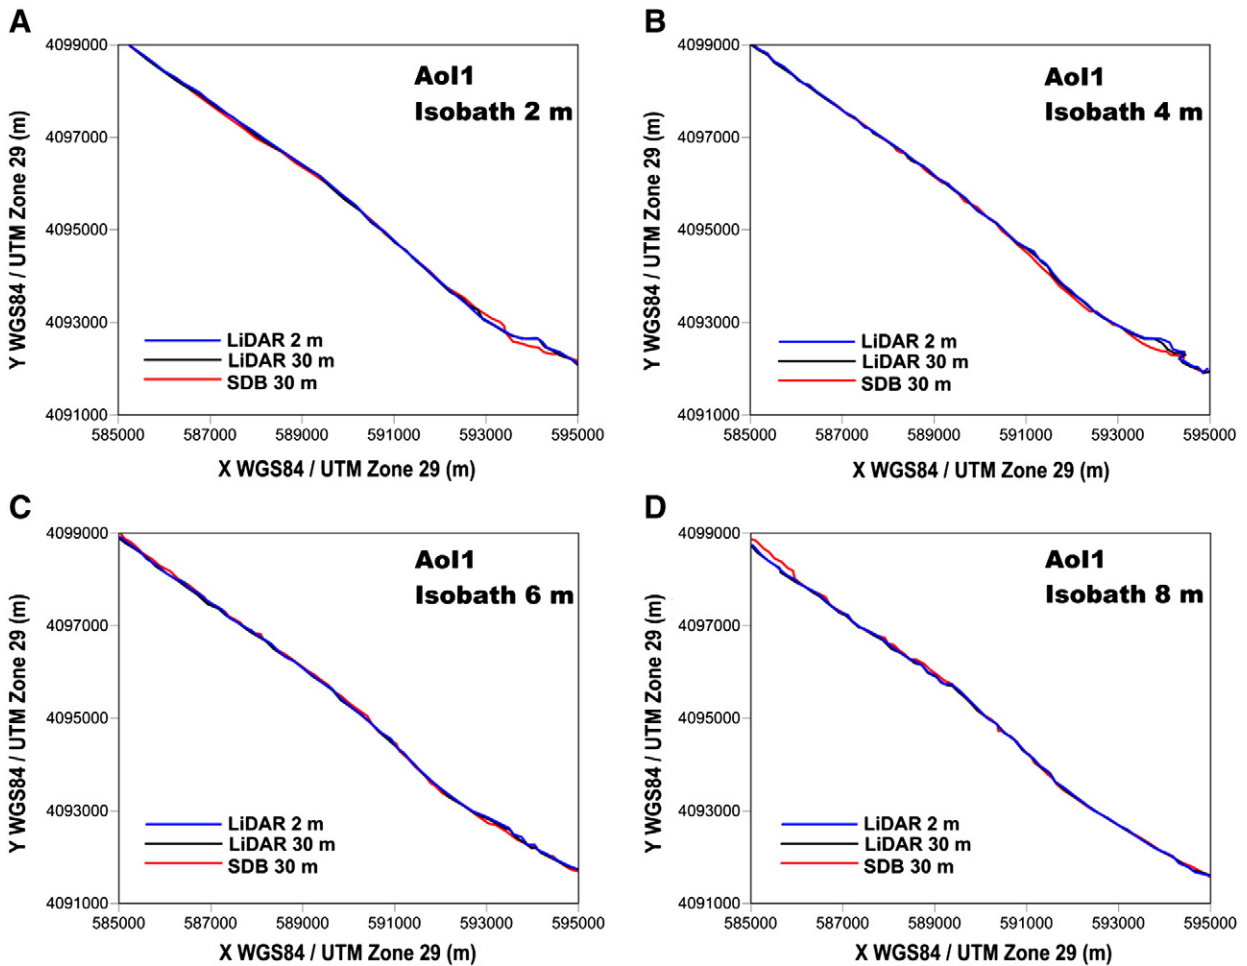 A
4099000
4097000
4095000
4093000
4091000
Y WGS84 / UTM Zone 29 (m)
AoI1
Isobath 2 m
LiDAR 2 m
LiDAR 30 m
SDB 30 m
585000 587000 589000 591000 593000 595000
X WGS84 / UTM Zone 29 (m)
B
4099000
4097000
4095000
4093000
4091000
Y WGS84 / UTM Zone 29 (m)
AoI1
Isobath 4 m
LiDAR 2 m
LiDAR 30 m
SDB 30 m
585000 587000 589000 591000 593000 595000
X WGS84 / UTM Zone 29 (m)
C
4099000
4097000
4095000
4093000
4091000
Y WGS84 / UTM Zone 29 (m)
AoI1
Isobath 6 m
LiDAR 2 m
LiDAR 30 m
SDB 30 m
585000 587000 589000 591000 593000 595000
X WGS84 / UTM Zone 29 (m)
D
4099000
4097000
4095000
4093000
4091000
Y WGS84 / UTM Zone 29 (m)
AoI1
Isobath 8 m
LiDAR 2 m
LiDAR 30 m
SDB 30 m
585000 587000 589000 591000 593000 595000
X WGS84 / UTM Zone 29 (m)